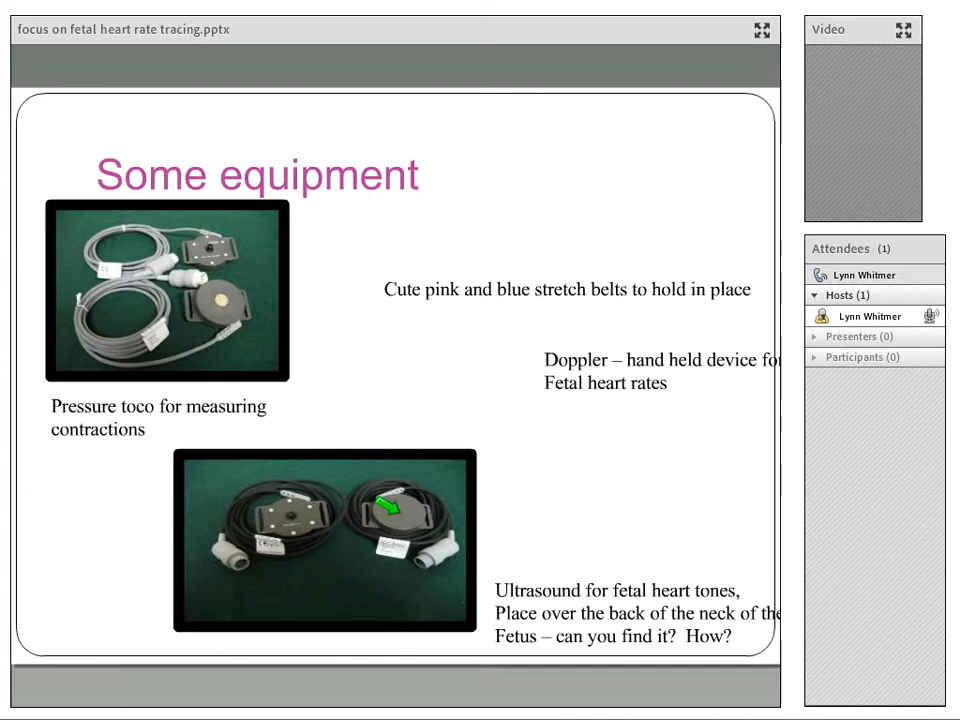 focus on fetal heart rate tracing.pptx
Video
Some equipment
Attendees (1)
Lynn Whitmer
Hosts (1)
Lynn Whitmer
Presenters (0)
Participants (0)
Cute pink and blue stretch belts to hold in place
Doppler – hand held device for
Fetal heart rates
Pressure toco for measuring
contractions
Ultrasound for fetal heart tones,
Place over the back of the neck of the
Fetus – can you find it? How?